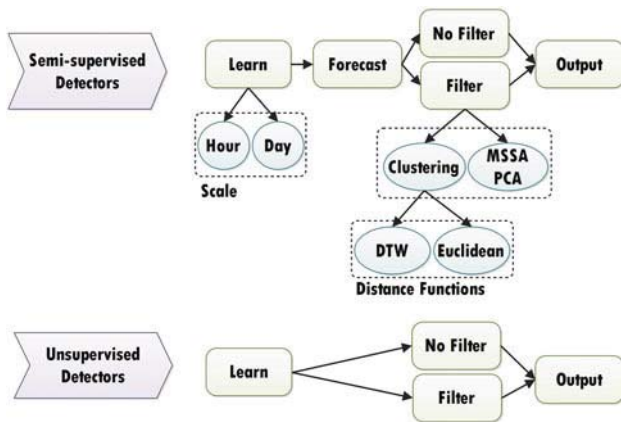 Semi-supervised
Detectors
Learn
Forecast
No Filter
Filter
Output
Hour
Day
Scale
Clustering
MSSA
PCA
DTW
Euclidean
Distance Functions
Unsupervised
Detectors
Learn
No Filter
Filter
Output